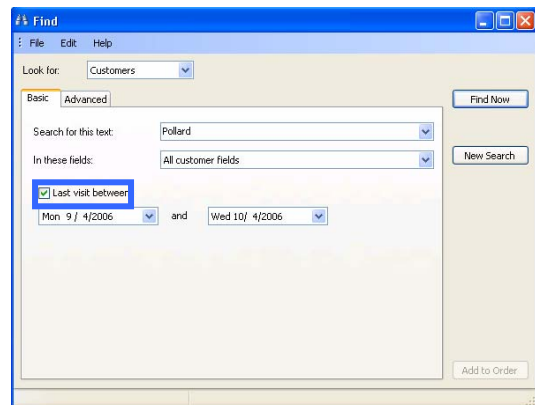 Find
File Edit Help
Look for: Customers
Basic Advanced
Find Now
Search for this text: Pollard
In these fields: All customer fields
New Search
Last visit between
Mon 9 / 4/2006 and Wed 10/ 4/2006
Add to Order